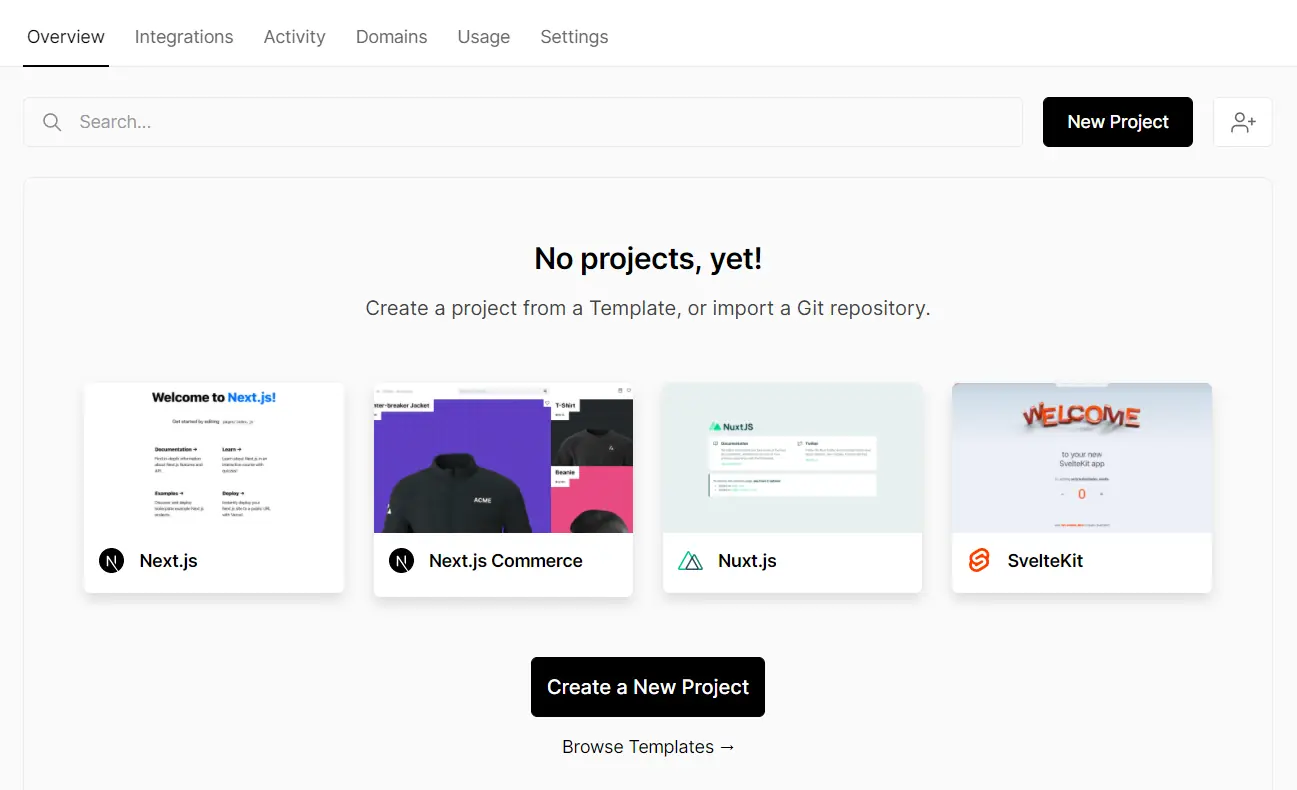 Overview Integrations Activity Domains Usage Settings
Search...
New Project
No projects, yet!
Create a project from a Template, or import a Git repository.
Welcome to Next.js!
Get started by editing
Documentation → Learn →
Find in-depth information Learn about Next.js in an
about Next.js features and interactive course with
API. quizzes!
Examples → Deploy →
Discover and deploy Instantly deploy your
boilerplate example Next.js Next.js site to a public URL
projects. with Vercel.
N Next.js
ter-breaker Jacket
T-Shirt
ACME
Beanie
N Next.js Commerce
NuxtJS
Documentation Twitter
Nuxt.js
WELCOME
to your new
SvelteKit app
- 0 +
SvelteKit
Create a New Project
Browse Templates →